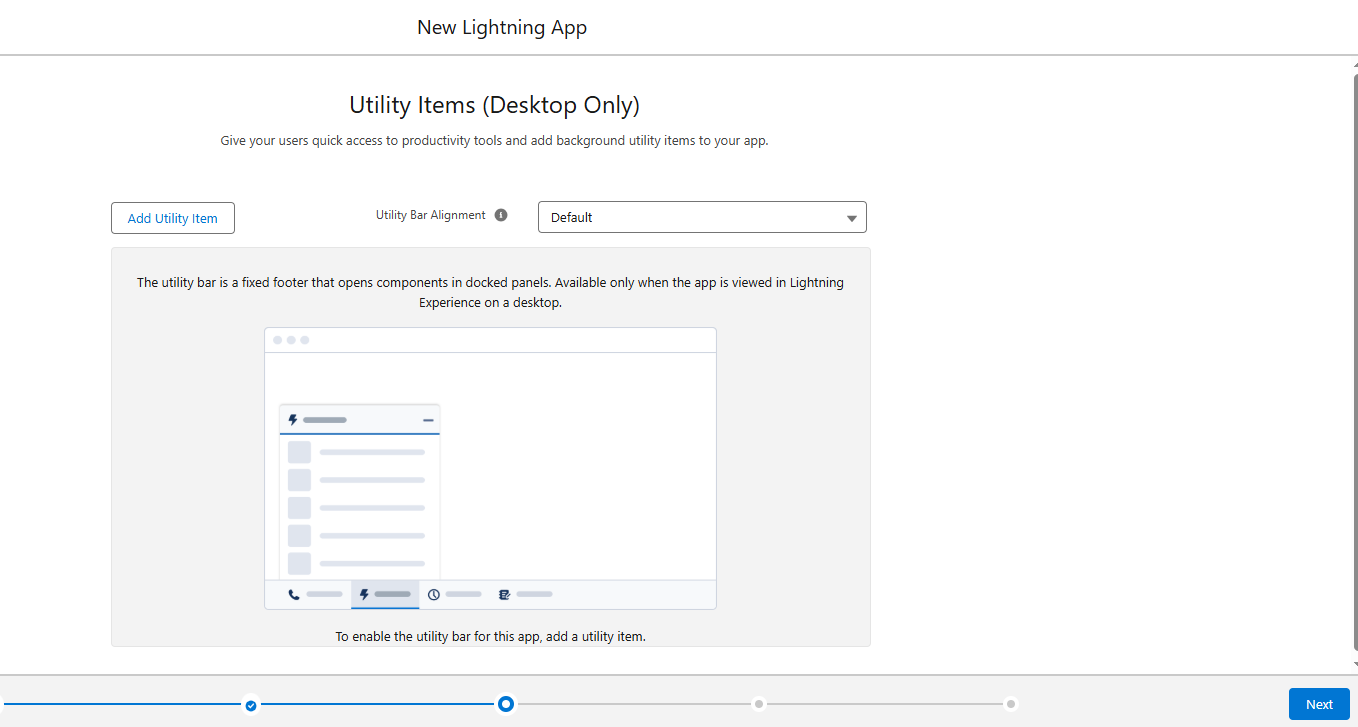 New Lightning App
Utility Items (Desktop Only)
Give your users quick access to productivity tools and add background utility items to your app.
Add Utility Item
Utility Bar Alignment
Default
The utility bar is a fixed footer that opens components in docked panels. Available only when the app is viewed in Lightning
Experience on a desktop.
To enable the utility bar for this app, add a utility item.
Next